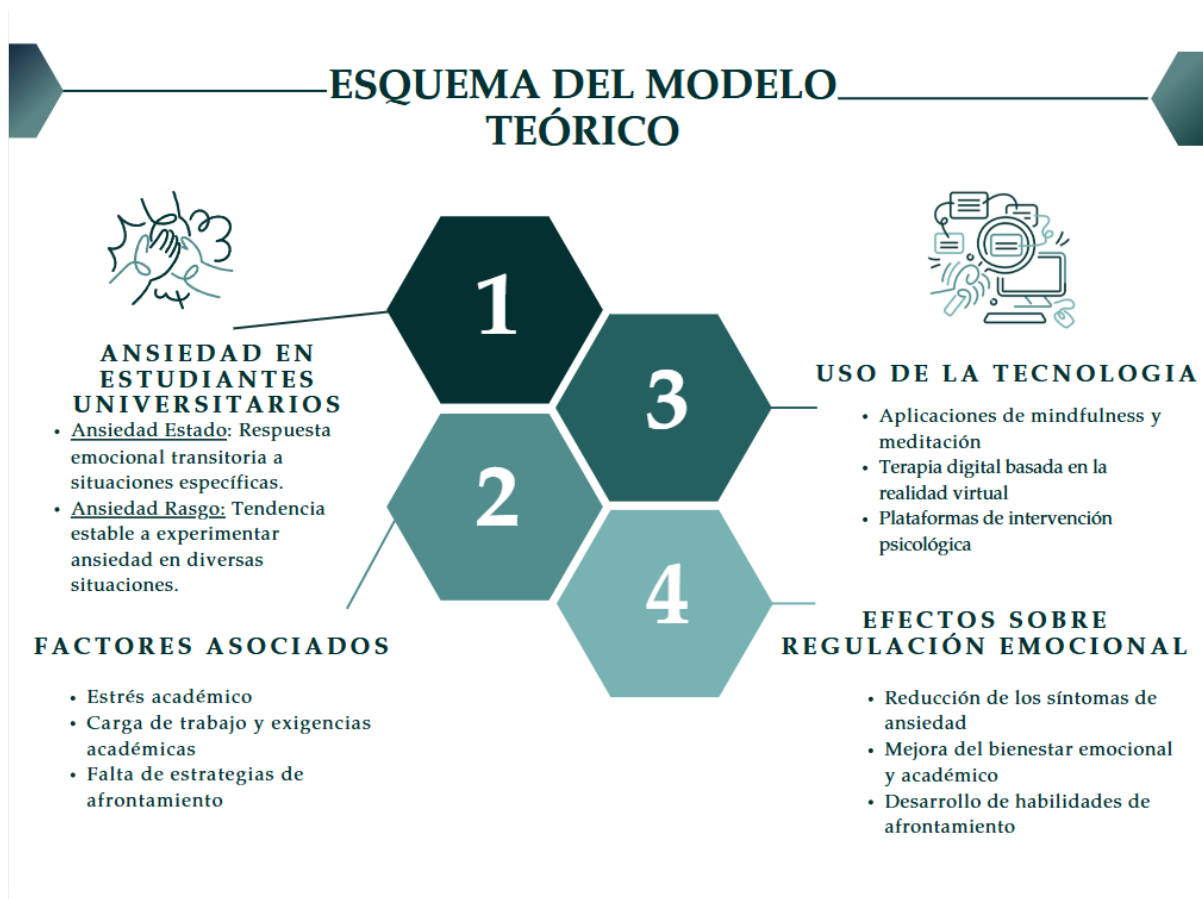 ESQUEMA DEL MODELO
TEÓRICO
1
ANSIEDAD EN
ESTUDIANTES
UNIVERSITARIOS
• Ansiedad Estado: Respuesta
emocional transitoria a
situaciones específicas.
• Ansiedad Rasgo: Tendencia
estable a experimentar
ansiedad en diversas
situaciones.
2
FACTORES ASOCIADOS
• Estrés académico
• Carga de trabajo y exigencias
académicas
• Falta de estrategias de
afrontamiento
3
USO DE LA TECNOLOGIA
• Aplicaciones de mindfulness y
meditación
• Terapia digital basada en la
realidad virtual
• Plataformas de intervención
psicológica
4
EFECTOS SOBRE
REGULACIÓN EMOCIONAL
• Reducción de los síntomas de
ansiedad
• Mejora del bienestar emocional
y académico
• Desarrollo de habilidades de
afrontamiento